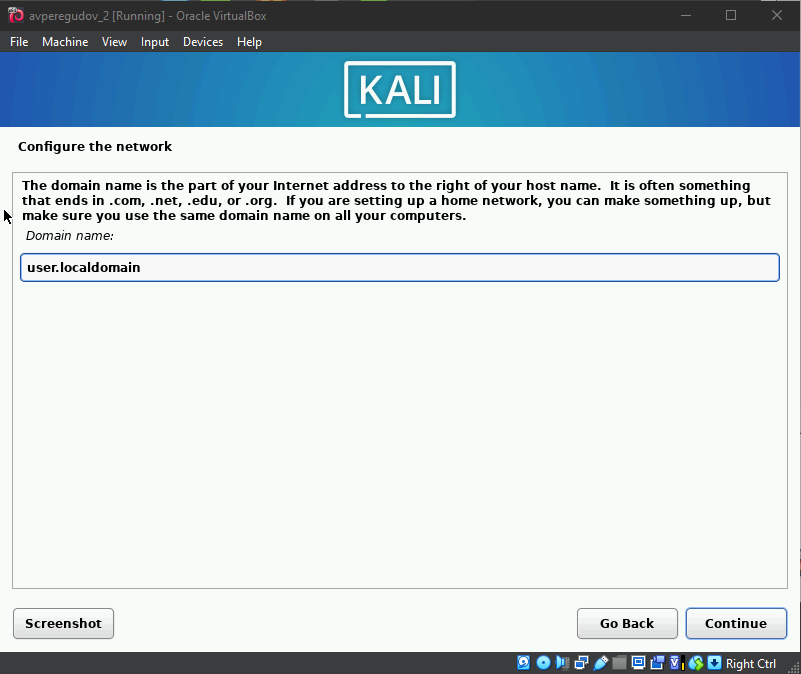 avperegudov_2 [Running] - Oracle VirtualBox
File Machine View Input Devices Help
KALI
Configure the network
The domain name is the part of your Internet address to the right of your host name.  It is often something
that ends in .com, .net, .edu, or .org.  If you are setting up a home network, you can make something up, but
make sure you use the same domain name on all your computers.
Domain name:
user.localdomain
Screenshot Go Back Continue
Right Ctrl